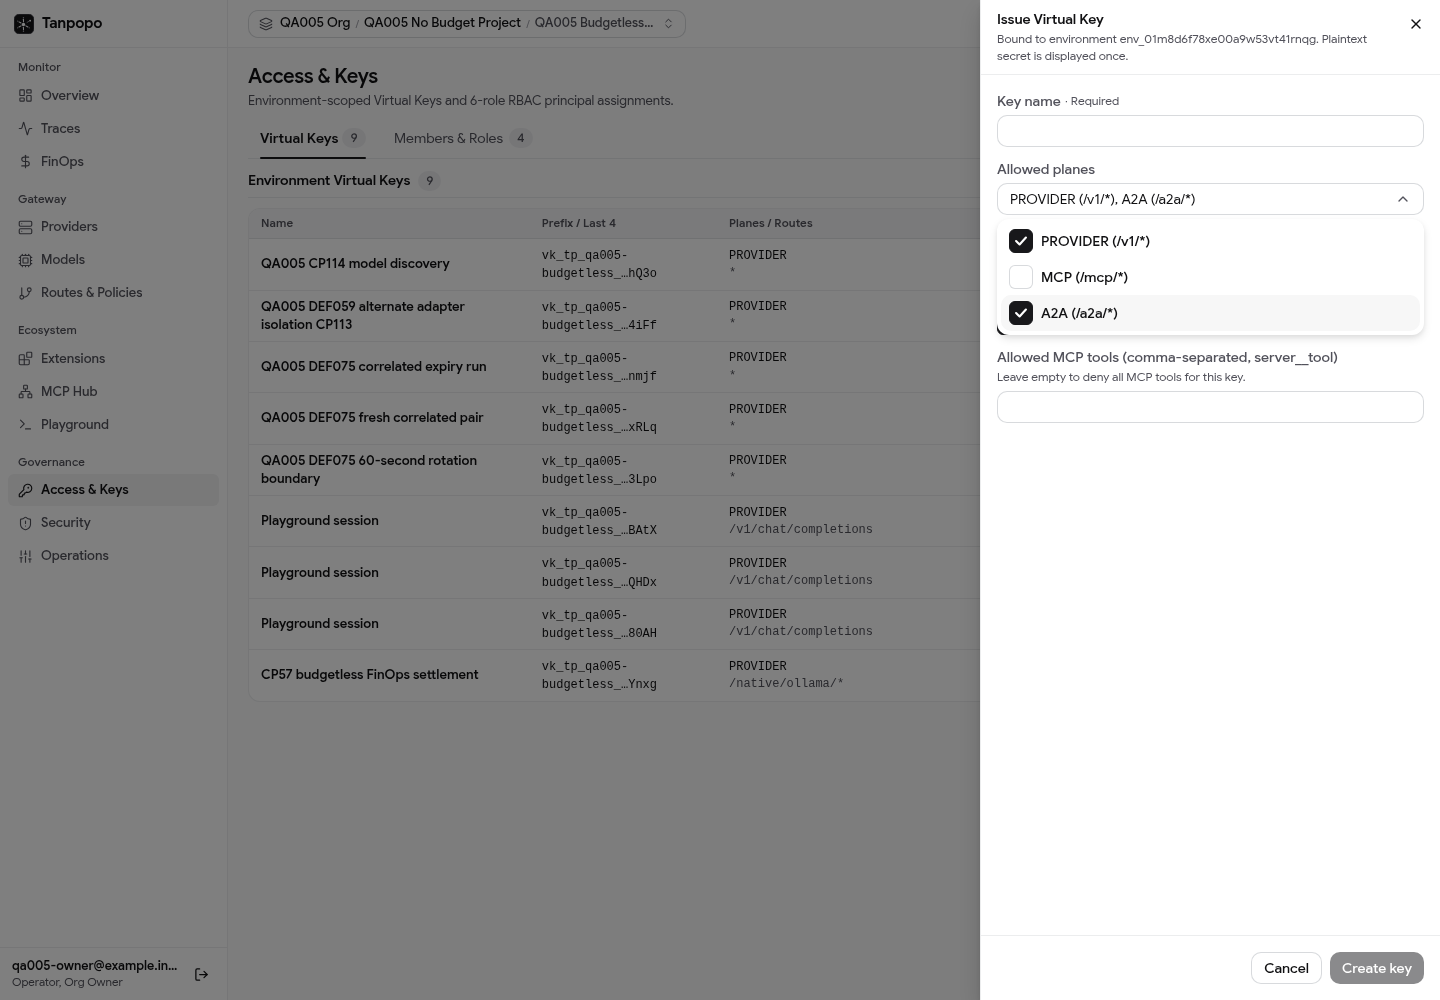 Tanpopo
Monitor
Overview
Traces
FinOps
Gateway
Providers
Models
Routes & Policies
Ecosystem
Extensions
MCP Hub
Playground
Governance
Access & Keys
Security
Operations
qa005-owner@example.in...
Operator, Org Owner
QA005 Org / QA005 No Budget Project / QA005 Budgetless...
Access & Keys
Environment-scoped Virtual Keys and 6-role RBAC principal assignments.
Virtual Keys 9 Members & Roles 4
Environment Virtual Keys 9
Name Prefix / Last 4 Planes / Routes
QA005 CP114 model discovery
vk_tp_qa005-
budgetless_…hQ3o
PROVIDER
*
QA005 DEF059 alternate adapter
isolation CP113
vk_tp_qa005-
budgetless_…4iFf
PROVIDER
*
QA005 DEF075 correlated expiry run
vk_tp_qa005-
budgetless_…nmjf
PROVIDER
*
QA005 DEF075 fresh correlated pair
vk_tp_qa005-
budgetless_…xRLq
PROVIDER
*
QA005 DEF075 60-second rotation
boundary
vk_tp_qa005-
budgetless_…3Lpo
PROVIDER
*
Playground session
vk_tp_qa005-
budgetless_…BAtX
PROVIDER
/v1/chat/completions
Playground session
vk_tp_qa005-
budgetless_…QHDx
PROVIDER
/v1/chat/completions
Playground session
vk_tp_qa005-
budgetless_…80AH
PROVIDER
/v1/chat/completions
CP57 budgetless FinOps settlement
vk_tp_qa005-
budgetless_…Ynxg
PROVIDER
/native/ollama/*
Issue Virtual Key
Bound to environment env_01m8d6f78xe00a9w53vt41rnqg. Plaintext
secret is displayed once.
Key name · Required
Allowed planes
PROVIDER (/v1/*), A2A (/a2a/*)
PROVIDER (/v1/*)
MCP (/mcp/*)
A2A (/a2a/*)
Allowed MCP tools (comma-separated, server__tool)
Leave empty to deny all MCP tools for this key.
Cancel
Create key